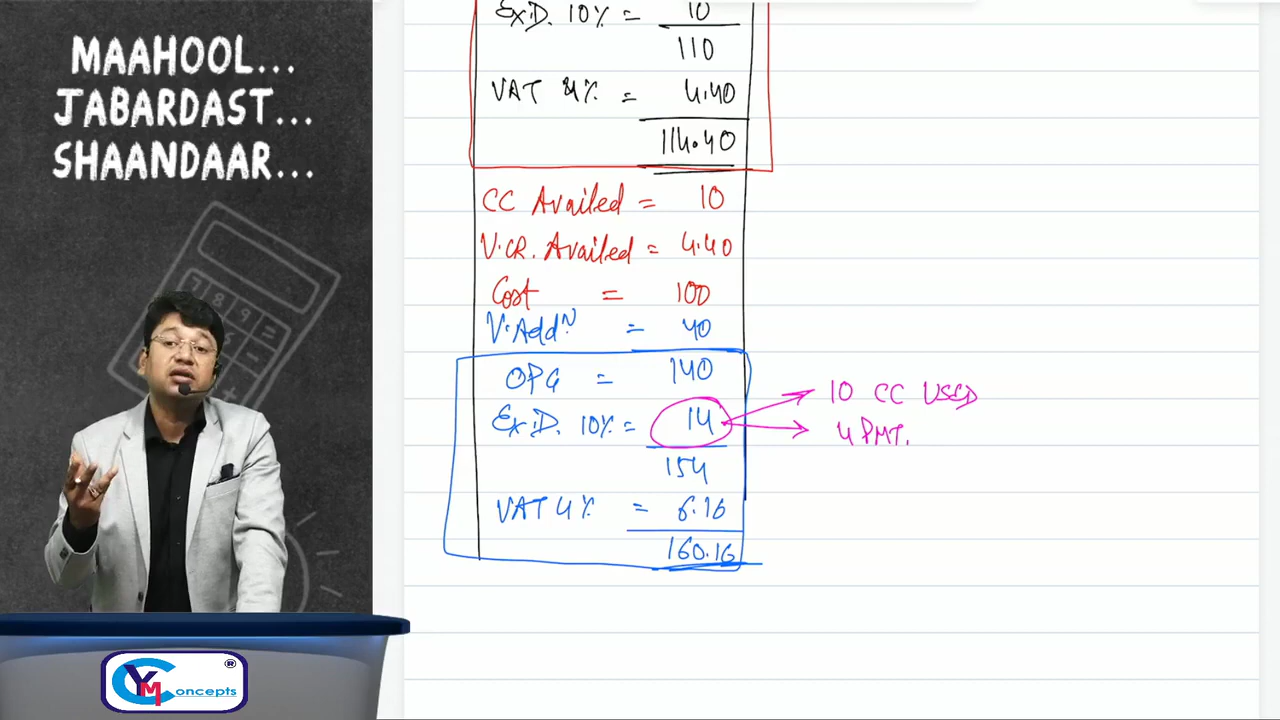 MAAHOOL...
JABARDAST...
SHAANDAAR...
Ex.D. 10% = 10
110
VAT 4% = 4.40
114.40
CC Availed = 10
V.CR. Availed = 4.40
Cost = 100
V.Addn = 40
OPG = 140
Ex.D. 10% = 14
10 CC USED
4 PMT.
154
VAT 4% = 6.16
160.16
YM Concepts ®